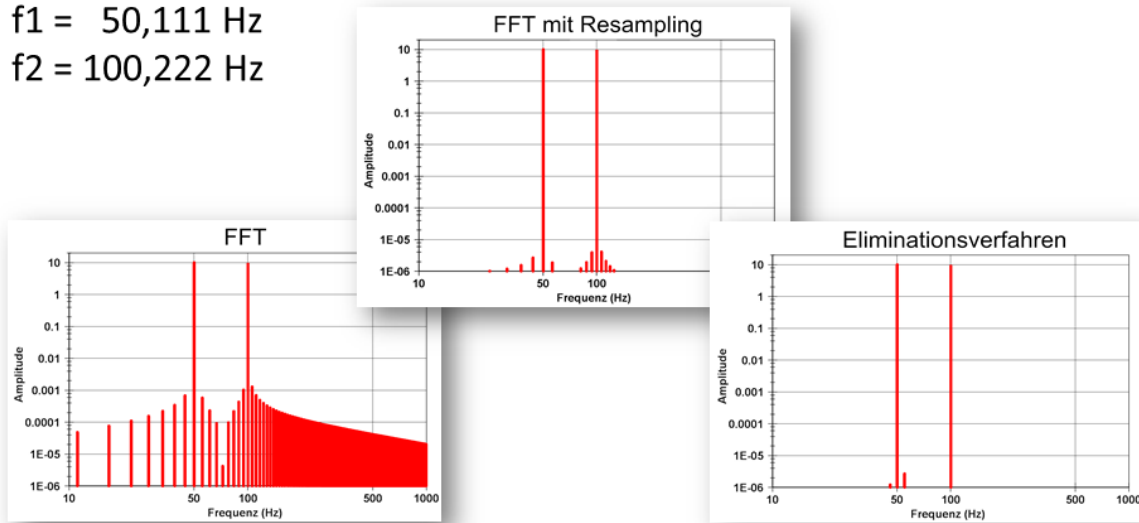 f1 = 50,111 Hz
f2 = 100,222 Hz
FFT mit Resampling
10
1
0.1
0.01
0.001
0.0001
1E-05
1E-06
Amplitude
10 50 100
Frequenz (Hz)
FFT
10
1
0.1
0.01
0.001
0.0001
1E-05
1E-06
Amplitude
10 50 100 500 1000
Frequenz (Hz)
Eliminationsverfahren
10
1
0.1
0.01
0.001
0.0001
1E-05
1E-06
Amplitude
10 50 100 500 1000
Frequenz (Hz)